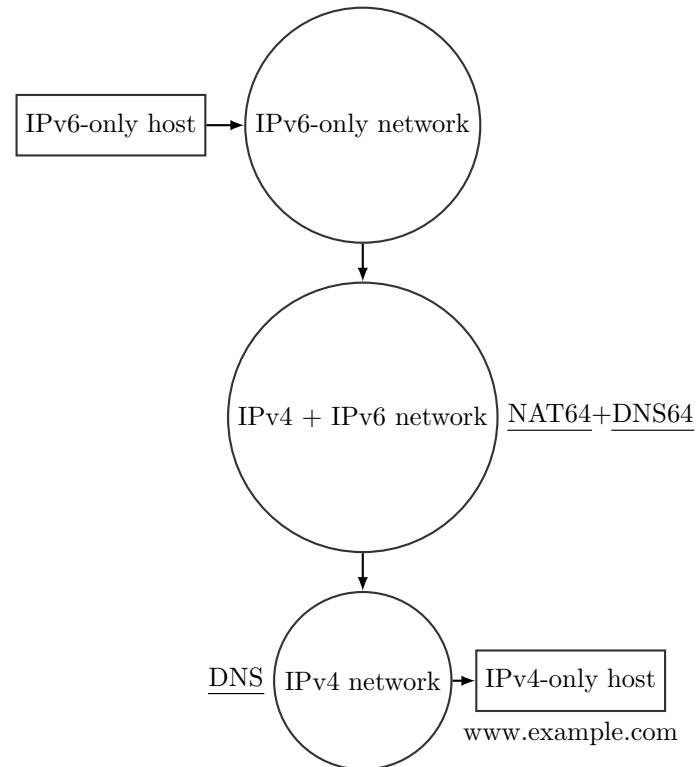 IPv6-only host
IPv6-only network
IPv4 + IPv6 network
NAT64+DNS64
DNS
IPv4 network
IPv4-only host
www.example.com